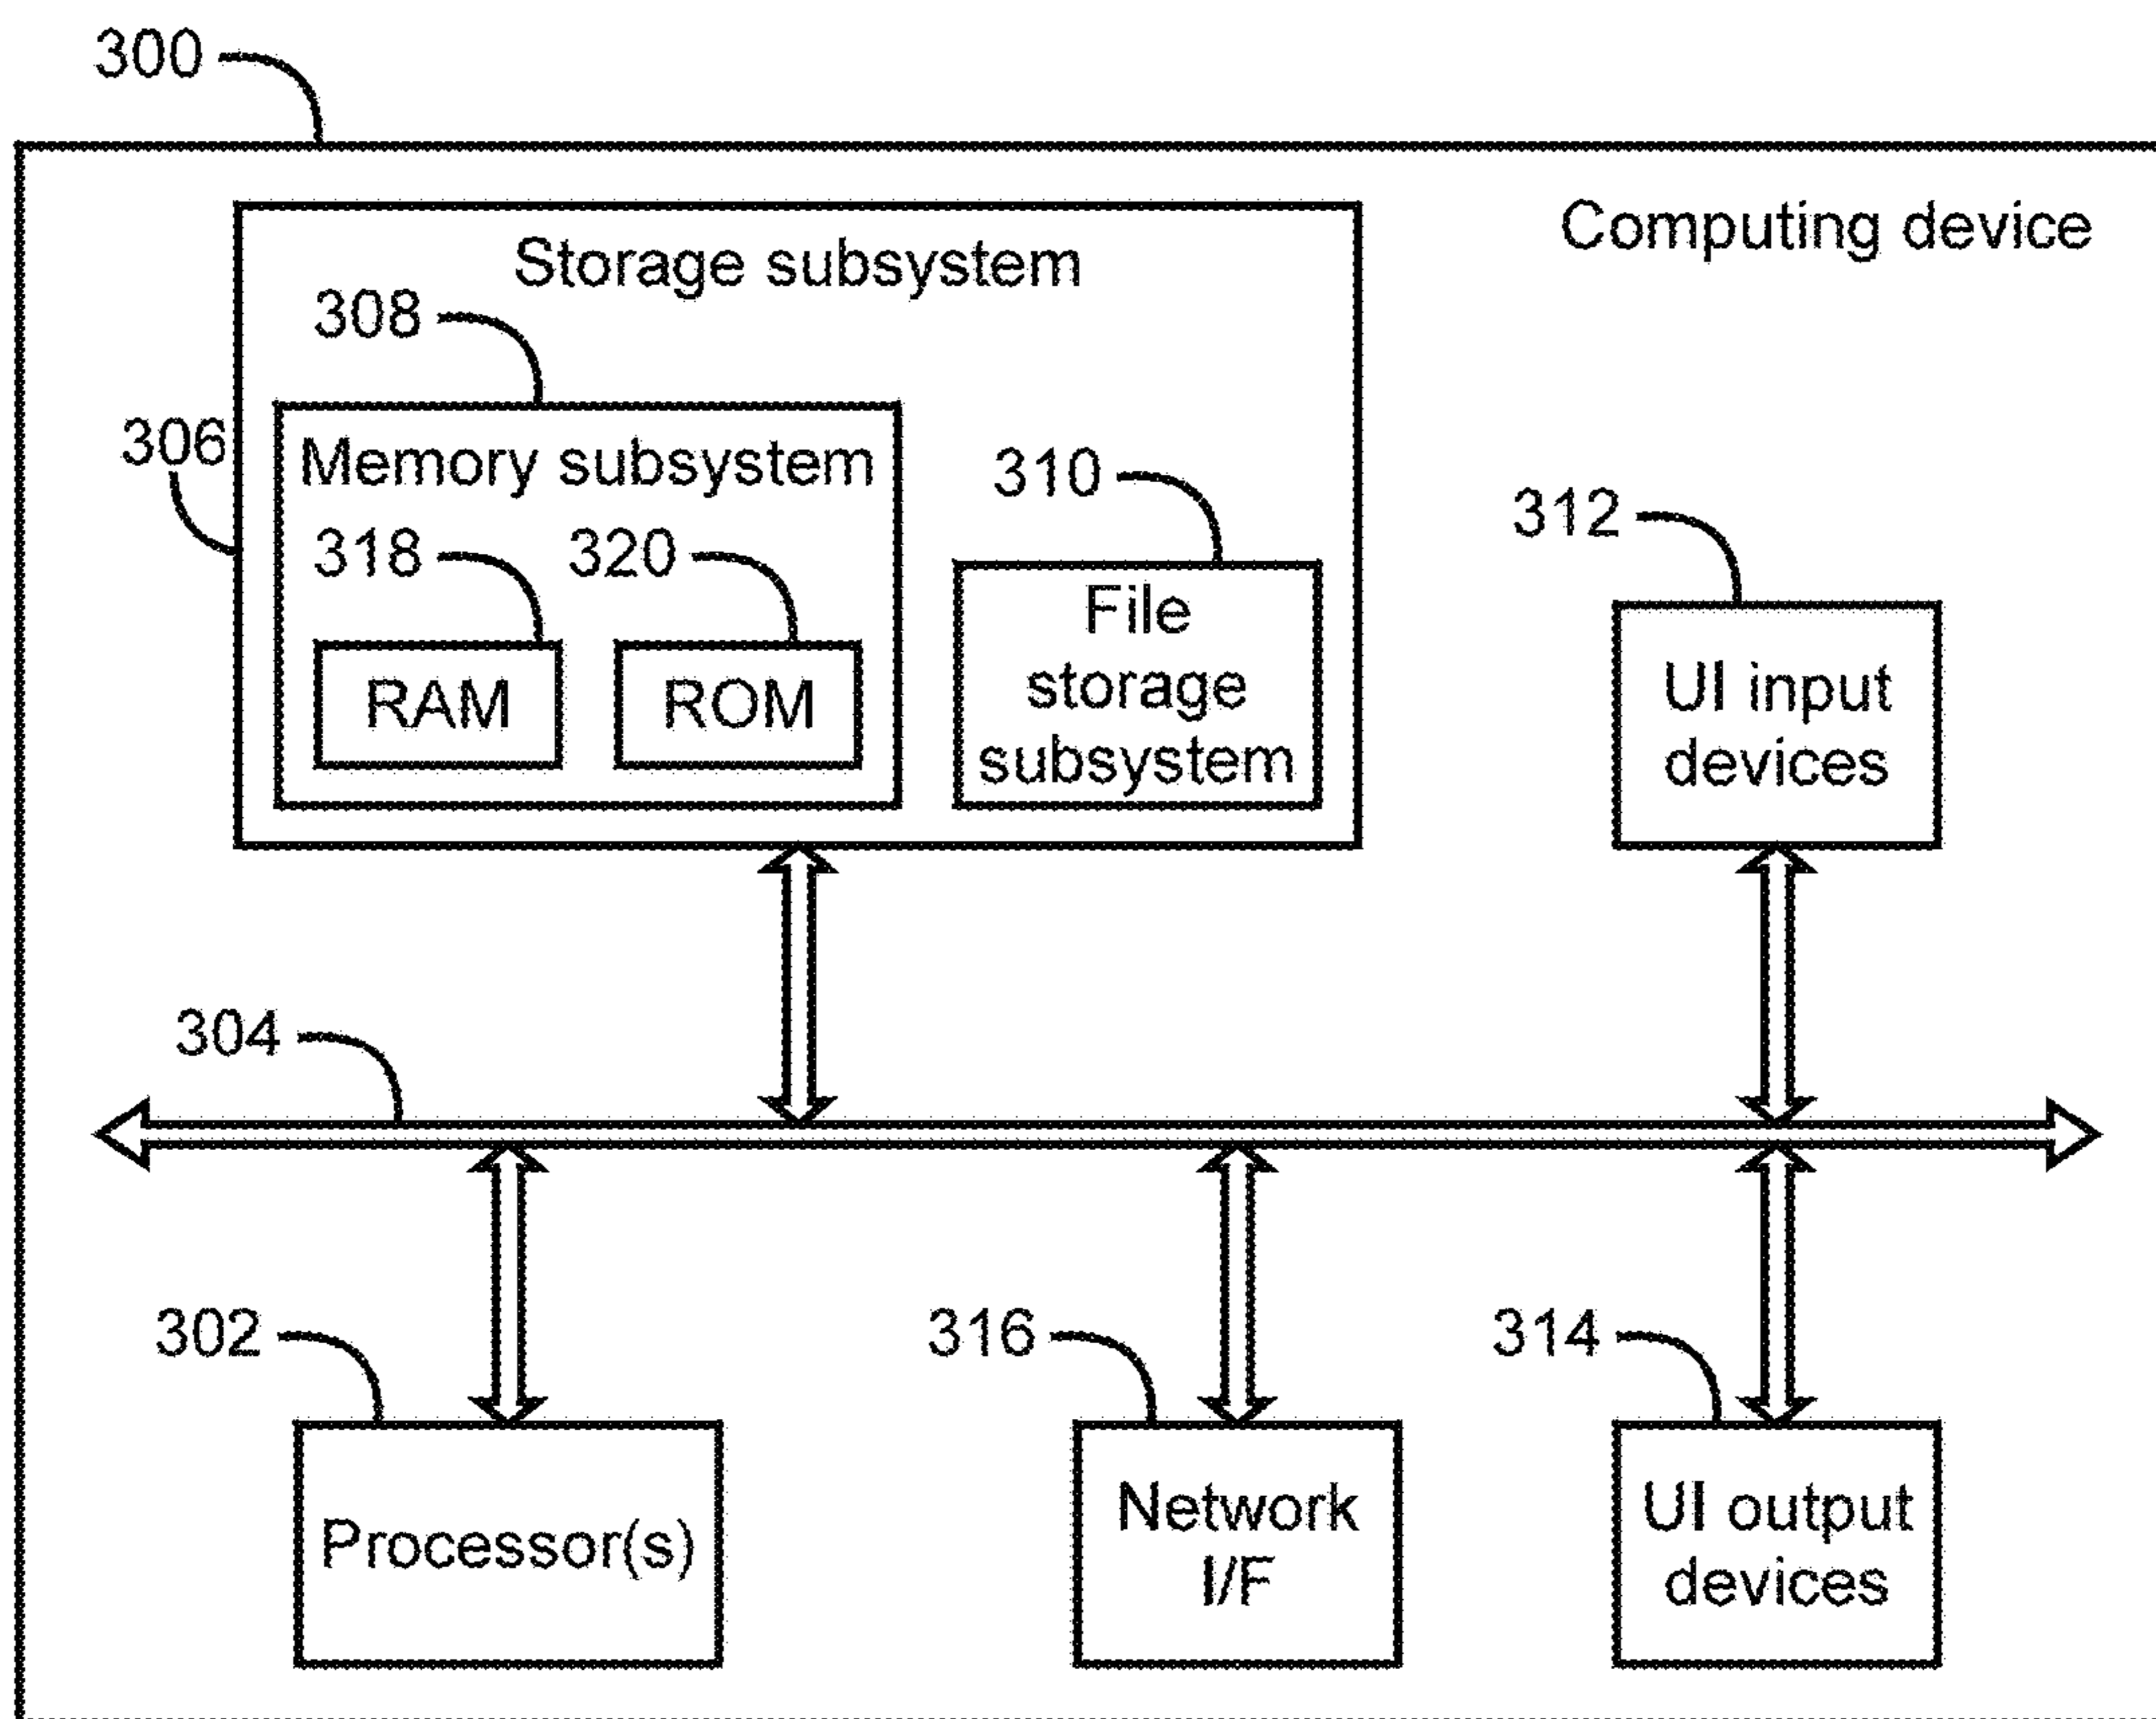 300
Computing device
Storage subsystem
308
306
Memory subsystem
310
312
318
320
File
storage
subsystem
RAM
ROM
UI input
devices
304
302
316
314
Processor(s)
Network
I/F
UI output
devices